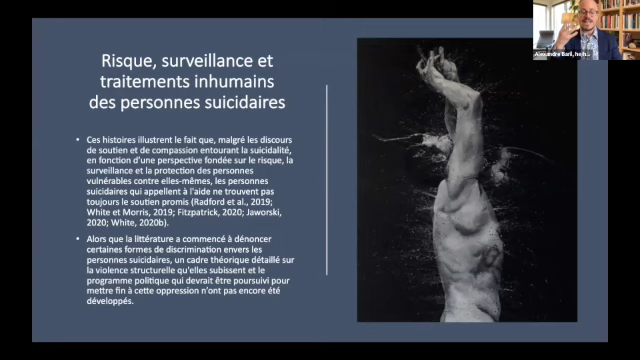 Alexandre Baril, he/h...
Risque, surveillance et
traitements inhumains
des personnes suicidaires
• Ces histoires illustrent le fait que, malgré les discours
de soutien et de compassion entourant la suicidalité,
en fonction d'une perspective fondée sur le risque, la
surveillance et la protection des personnes
vulnérables contre elles-mêmes, les personnes
suicidaires qui appellent à l'aide ne trouvent pas
toujours le soutien promis (Radford et al., 2019;
White et Morris, 2019; Fitzpatrick, 2020; Jaworski,
2020; White, 2020b).
• Alors que la littérature a commencé à dénoncer
certaines formes de discrimination envers les
personnes suicidaires, un cadre théorique détaillé sur
la violence structurelle qu'elles subissent et le
programme politique qui devrait être poursuivi pour
mettre fin à cette oppression n'ont pas encore été
développés.